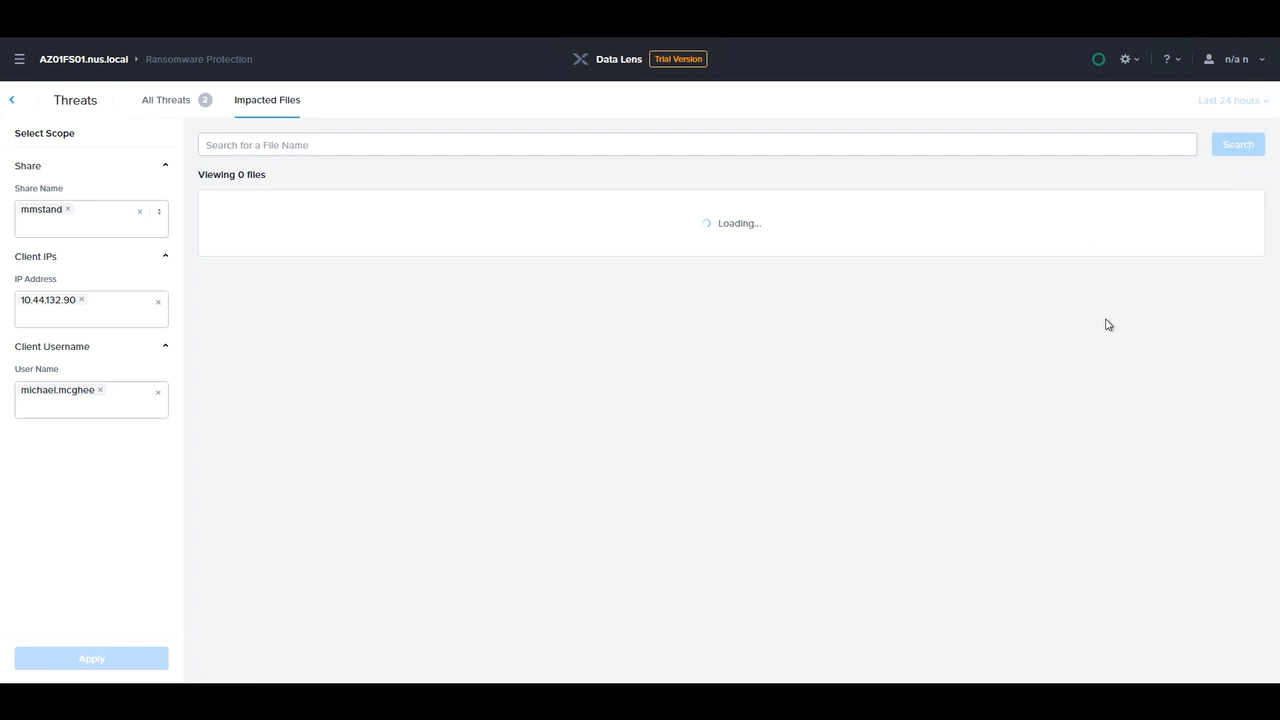 AZ01FS01.nus.local Ransomware Protection Data Lens Trial Version ? n/a n
Threats All Threats 2 Impacted Files Last 24 hours
Select Scope
Search for a File Name Search
Share
Viewing 0 files
Share Name
mmstand × ×
Loading...
Client IPs
IP Address
10.44.132.90 × ×
Client Username
User Name
michael.mcghee × ×
Apply